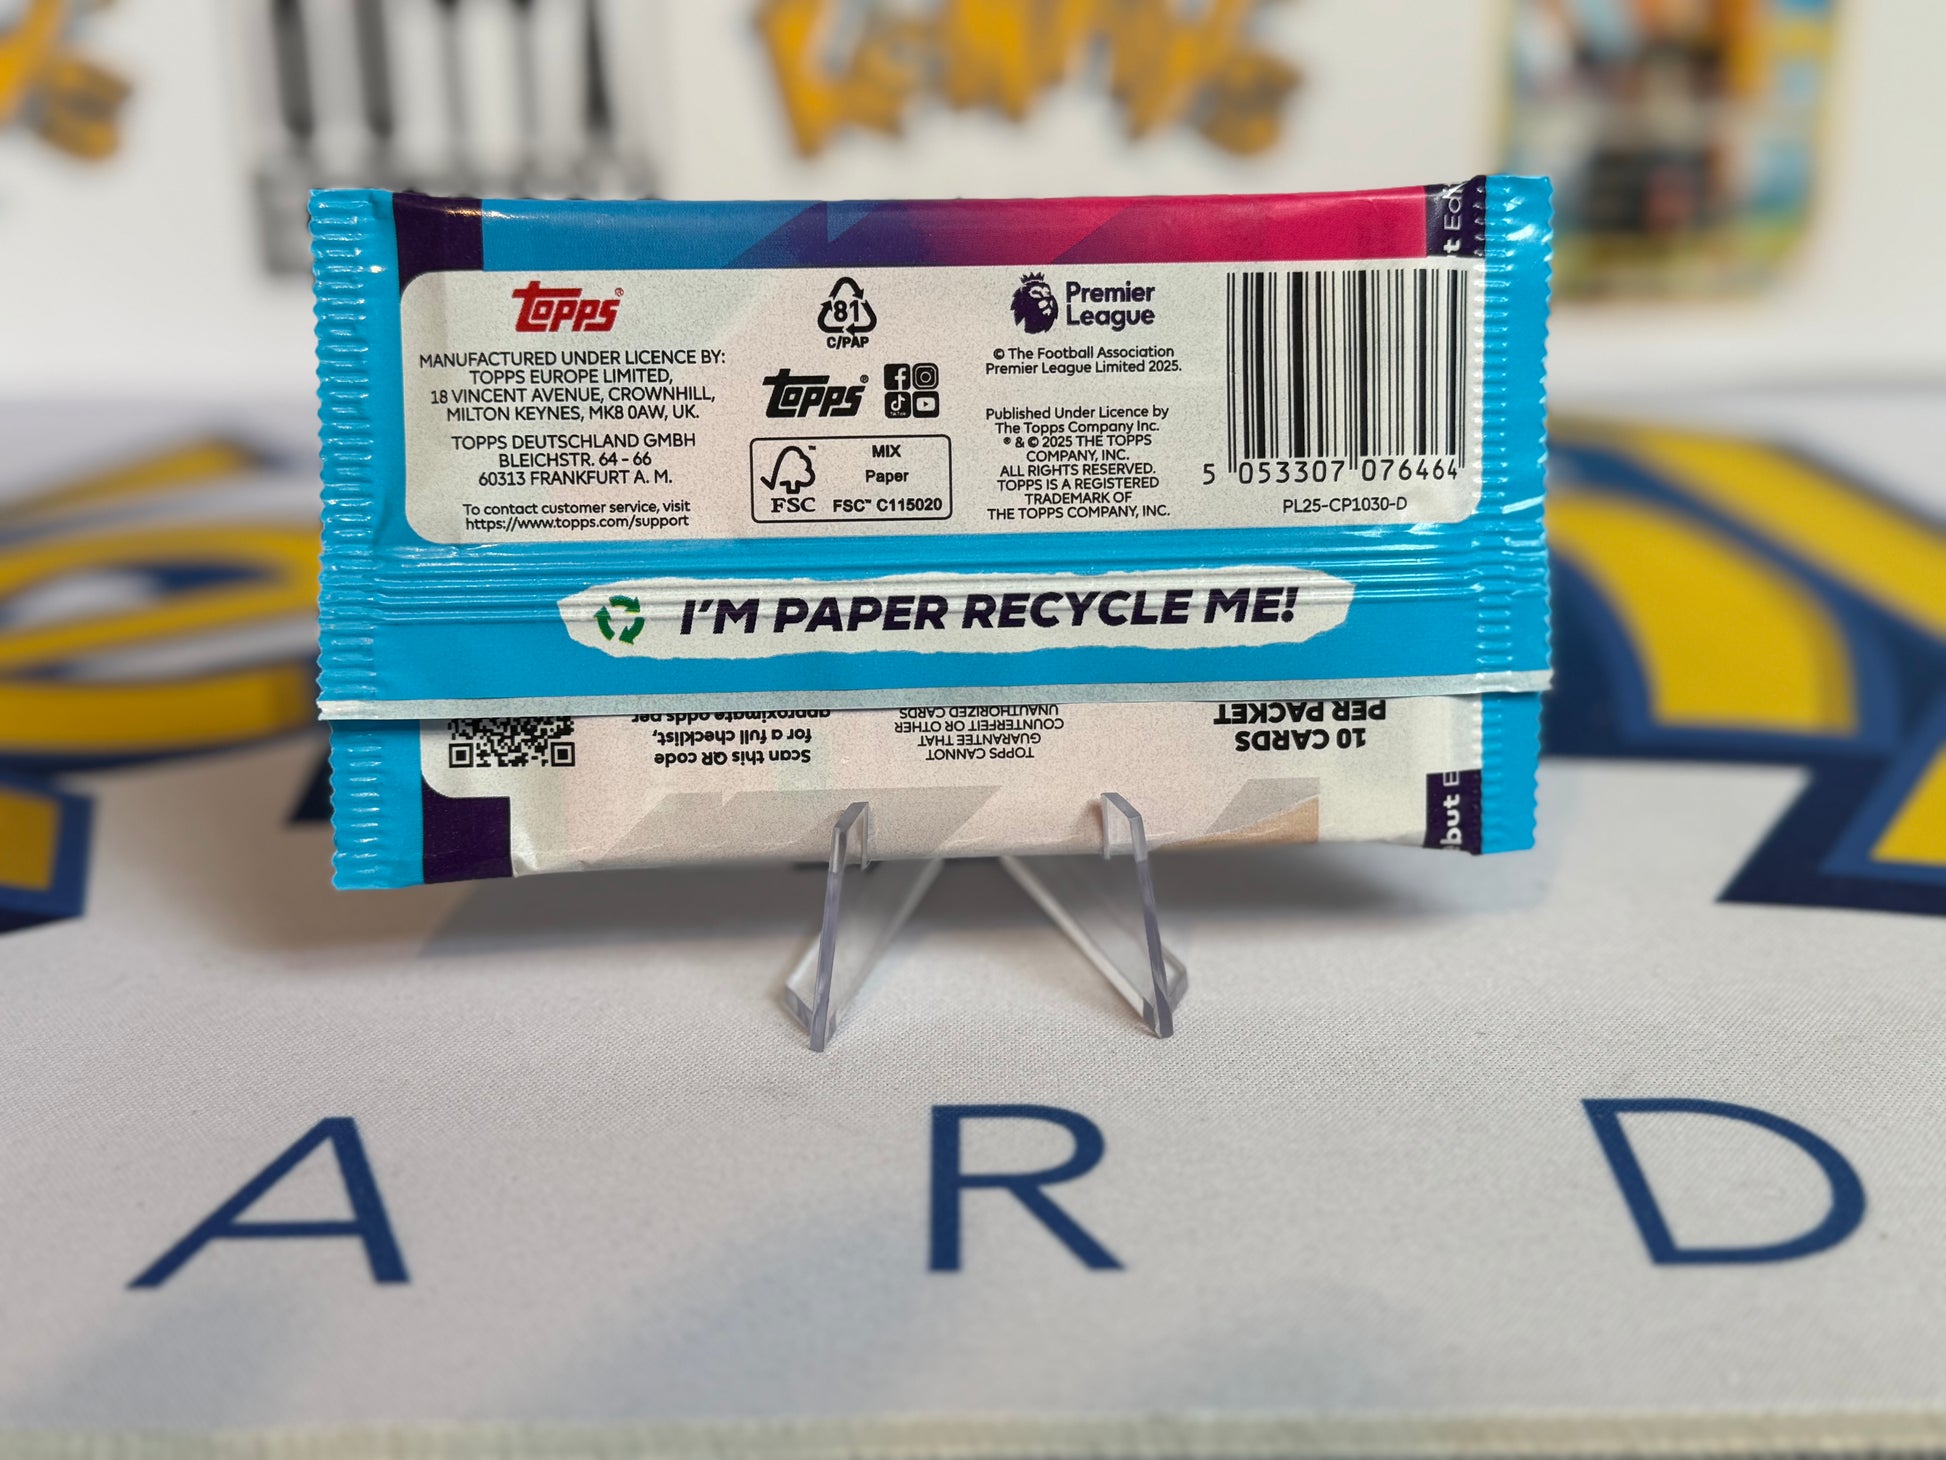 TOPPS®
MANUFACTURED UNDER LICENCE BY:
TOPPS EUROPE LIMITED,
18 VINCENT AVENUE, CROWNHILL,
MILTON KEYNES, MK8 0AW, UK.
TOPPS DEUTSCHLAND GMBH
BLEICHSTR. 64 - 66
60313 FRANKFURT A. M.
To contact customer service, visit
https://www.topps.com/support
81
C/PAP
TOPPS®
TikTok
FSC™
MIX
Paper
FSC™ C115020
Premier
League
© The Football Association
Premier League Limited 2025.
Published Under Licence by
The Topps Company Inc.
® & © 2025 THE TOPPS
COMPANY, INC.
ALL RIGHTS RESERVED.
TOPPS IS A REGISTERED
TRADEMARK OF
THE TOPPS COMPANY, INC.
5 053307 076464
PL25-CP1030-D
I'M PAPER RECYCLE ME!
Scan this QR code
for a full checklist,
approximate odds per
TOPPS CANNOT
GUARANTEE THAT
COUNTERFEIT OR OTHER
UNAUTHORIZED CARDS
10 CARDS
PER PACKET
but E
t Edi
A R D